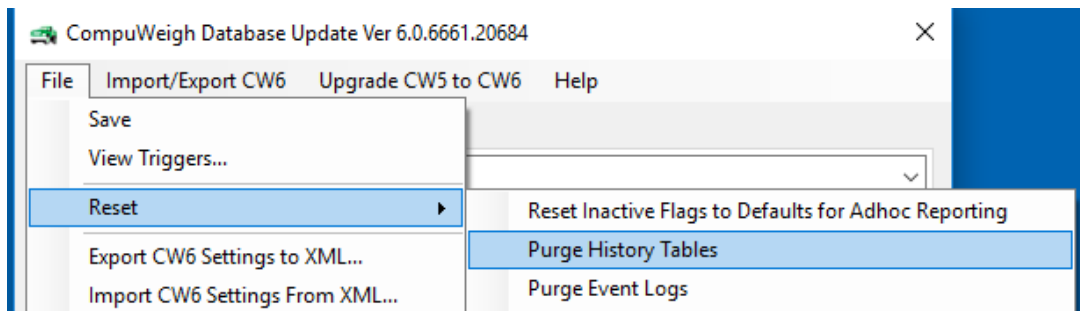 CompuWeigh Database Update Ver 6.0.6661.20684
File Import/Export CW6 Upgrade CW5 to CW6 Help
Save
View Triggers...
Reset
Reset Inactive Flags to Defaults for Adhoc Reporting
Purge History Tables
Export CW6 Settings to XML...
Purge Event Logs
Import CW6 Settings From XML...